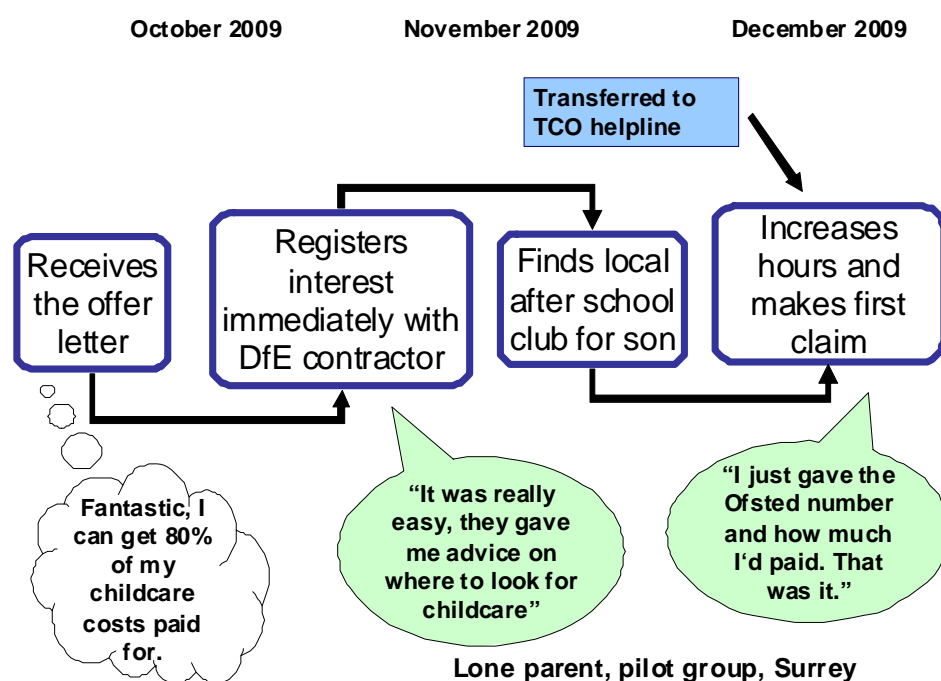 October 2009
November 2009
December 2009
Transferred to
TCO helpline
Receives
the offer
letter
Registers
interest
immediately with
DfE contractor
Finds local
after school
club for son
Increases
hours and
makes first
claim
Fantastic, I
can get 80%
of my
childcare
costs paid
for.
“It was really
easy, they gave
me advice on
where to look for
childcare”
“I just gave the
Ofsted number
and how much
I‘d paid. That
was it.”
Lone parent, pilot group, Surrey